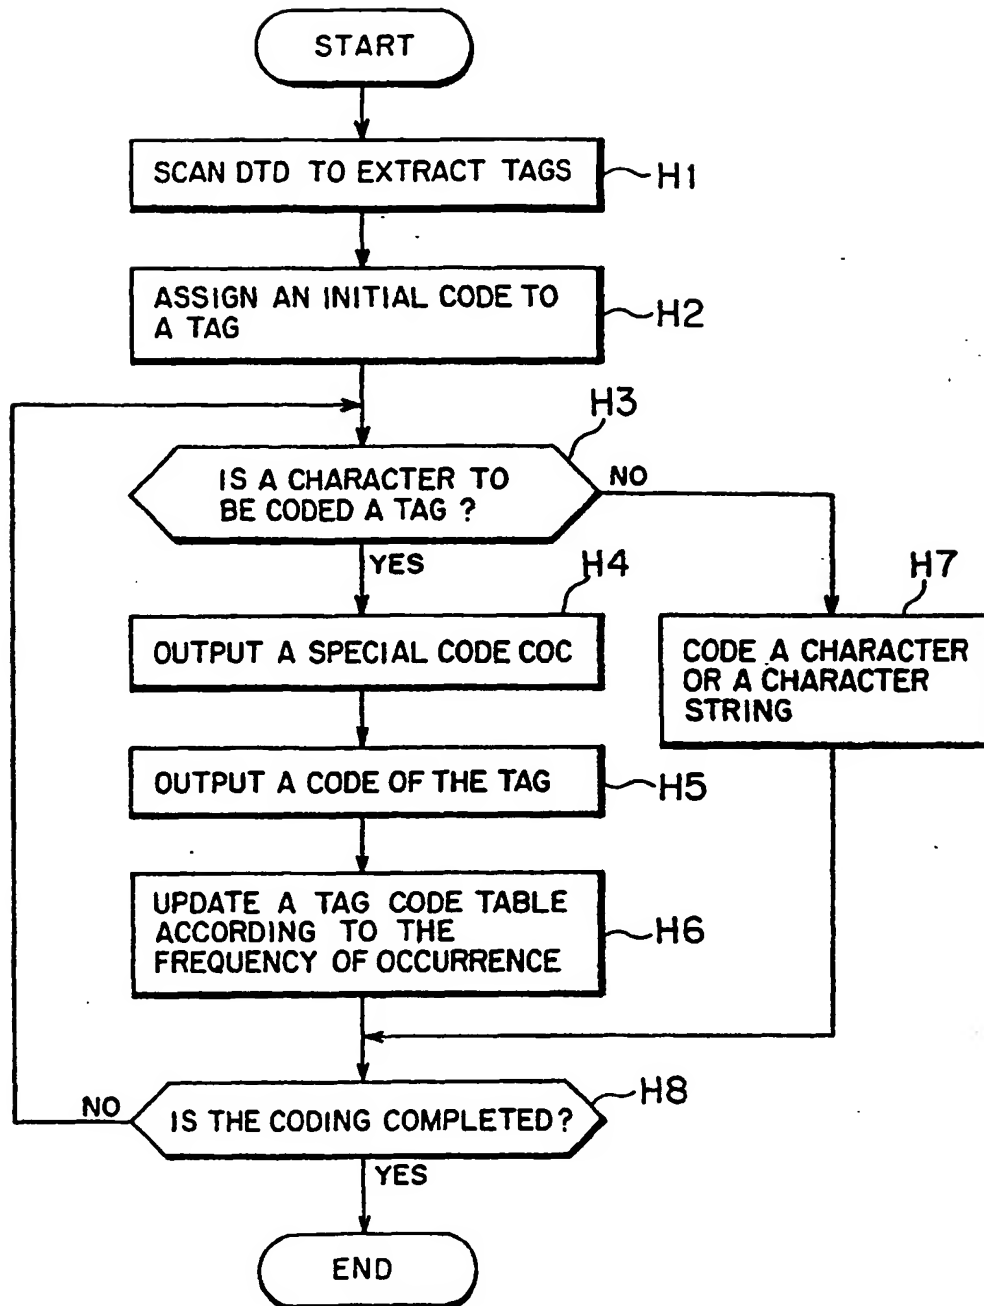 START
SCAN DTD TO EXTRACT TAGS
H1
ASSIGN AN INITIAL CODE TO
A TAG
H2
H3
IS A CHARACTER TO
BE CODED A TAG ?
NO
YES
H4
H7
OUTPUT A SPECIAL CODE COC
CODE A CHARACTER
OR A CHARACTER
STRING
OUTPUT A CODE OF THE TAG
H5
UPDATE A TAG CODE TABLE
ACCORDING TO THE
FREQUENCY OF OCCURRENCE
H6
H8
NO
IS THE CODING COMPLETED?
YES
END